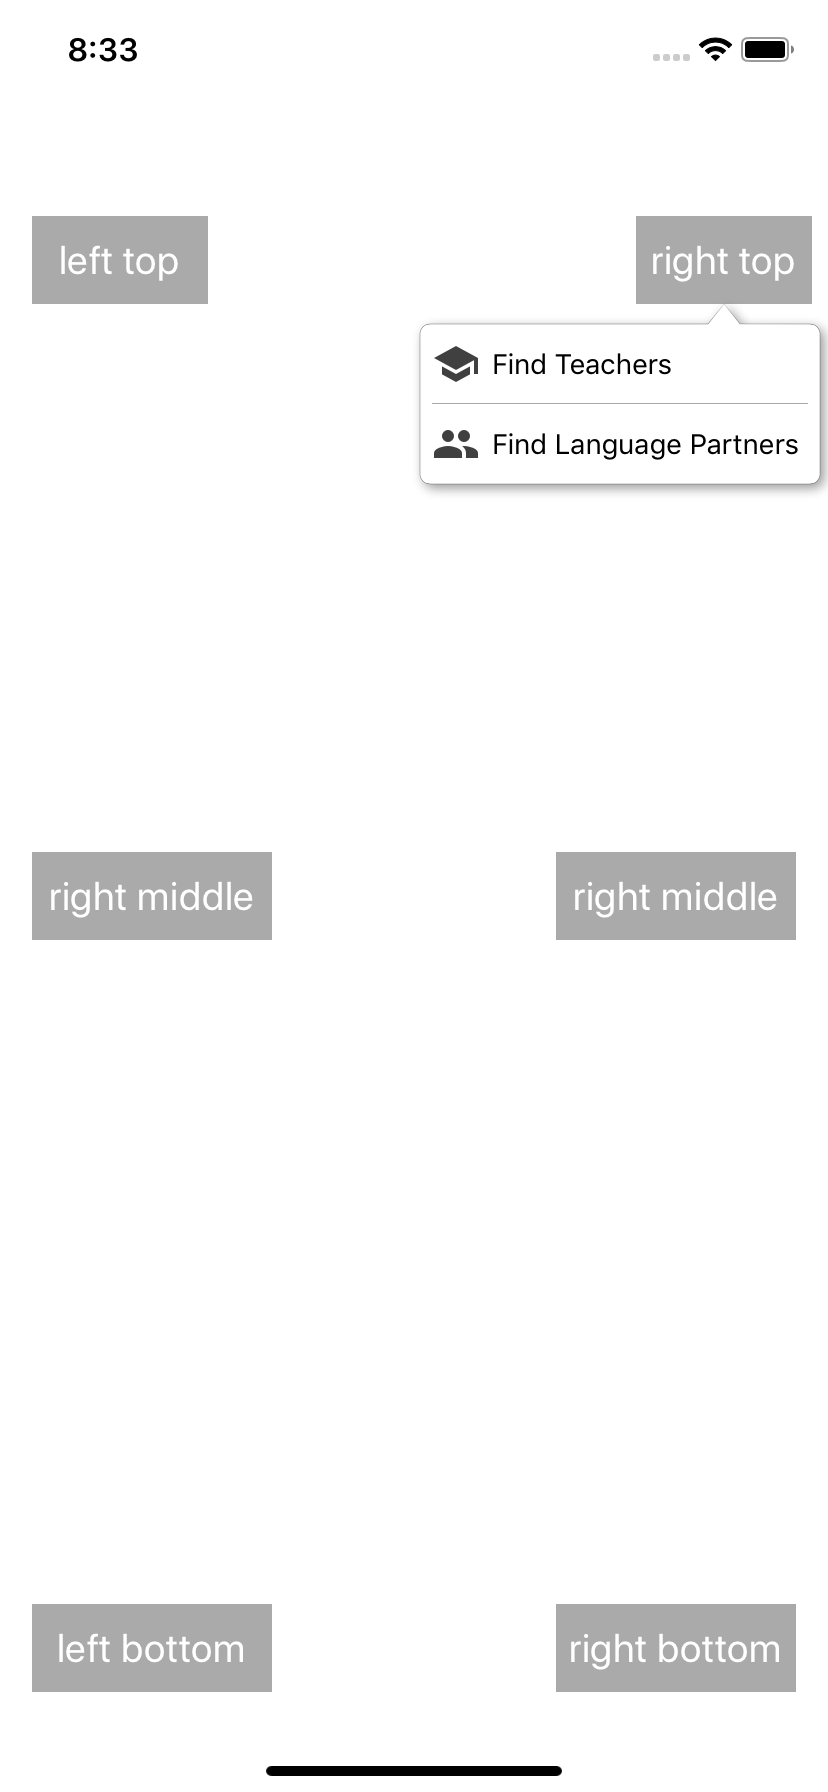 8:33
left top
right top
Find Teachers
Find Language Partners
right middle
right middle
left bottom
right bottom